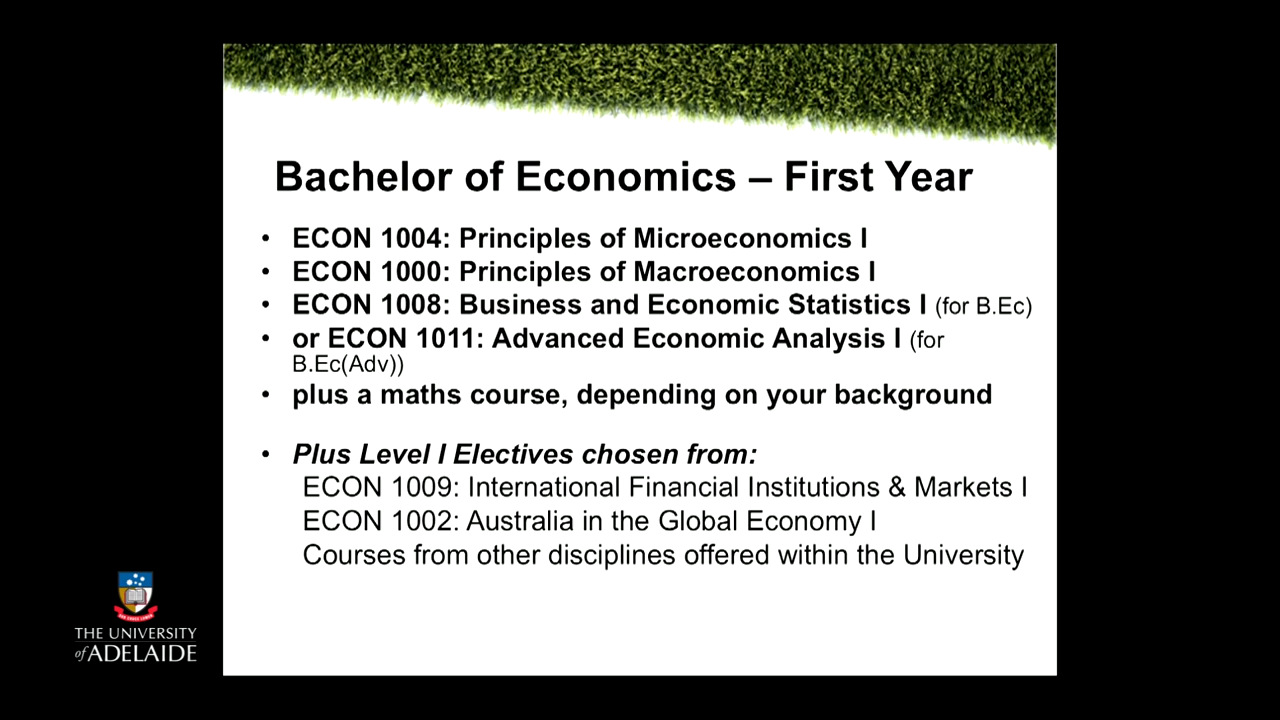 Bachelor of Economics – First Year
• ECON 1004: Principles of Microeconomics I
• ECON 1000: Principles of Macroeconomics I
• ECON 1008: Business and Economic Statistics I (for B.Ec)
• or ECON 1011: Advanced Economic Analysis I (for
B.Ec(Adv))
• plus a maths course, depending on your background
• Plus Level I Electives chosen from:
ECON 1009: International Financial Institutions & Markets I
ECON 1002: Australia in the Global Economy I
Courses from other disciplines offered within the University
THE UNIVERSITY
of ADELAIDE